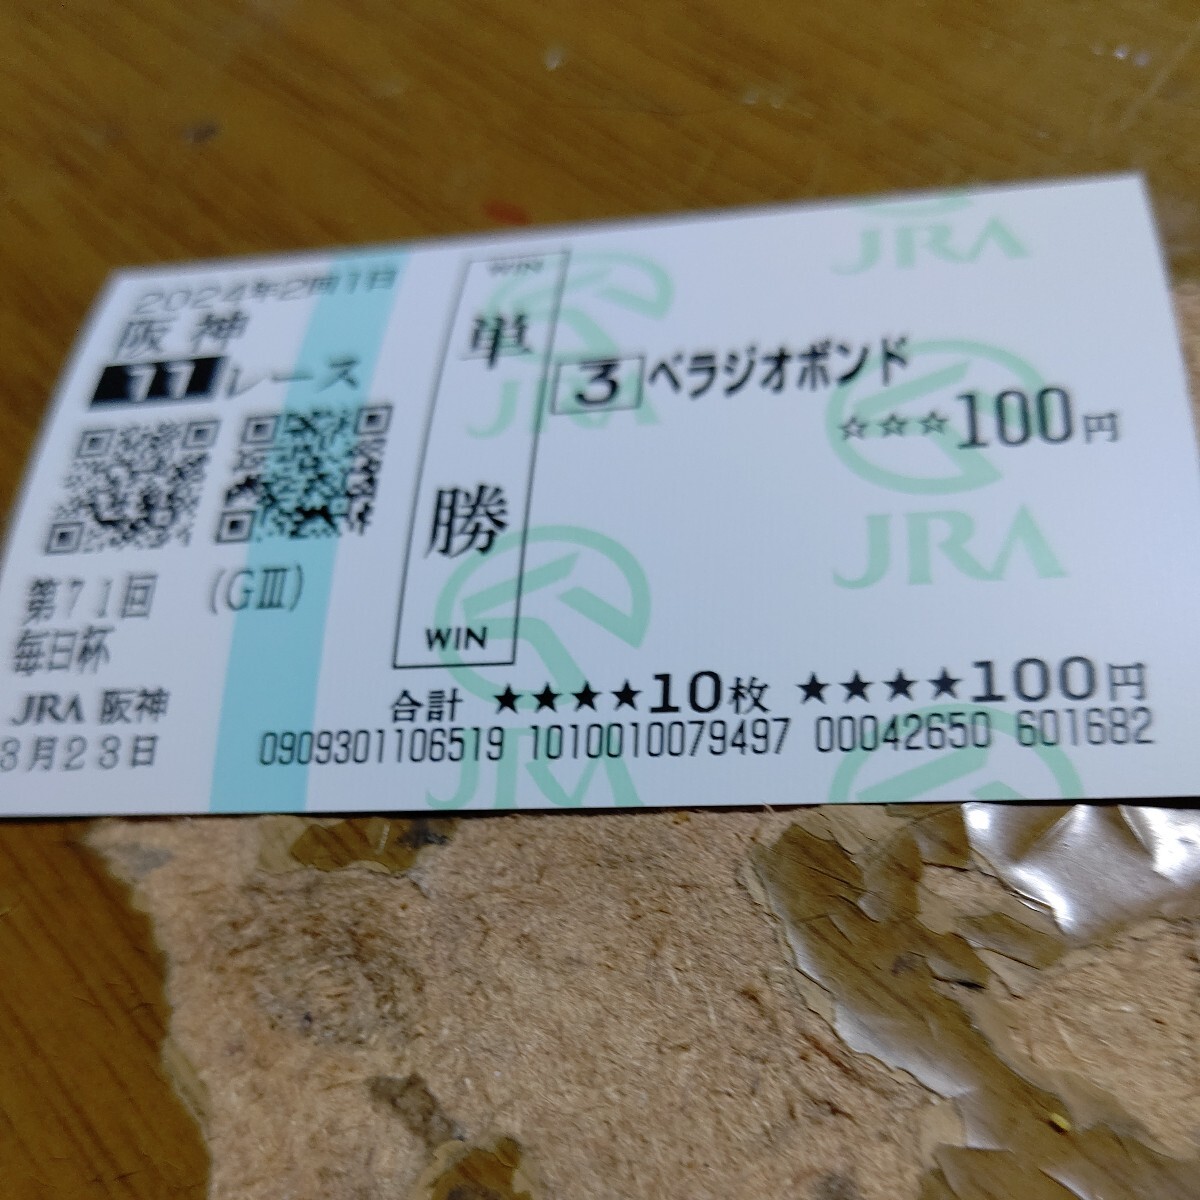 2024年2回1日
阪神
11レース
第71回 (GⅢ)
毎日杯
JRA 阪神
3月23日
WIN
単勝
WIN
3 ベラジオボンド
☆☆☆100円
合計 ★★★★10枚 ★★★★100円
0909301106519 1010010079497 00042650 601682
JRA
JRA
JRA
JRA